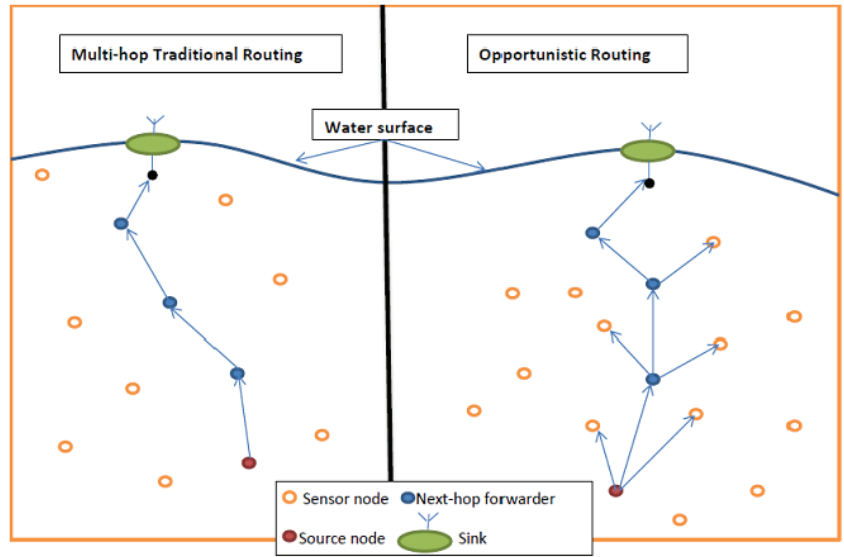 Multi-hop Traditional Routing
Opportunistic Routing
Water surface
Sensor node
Next-hop forwarder
Source node
Sink